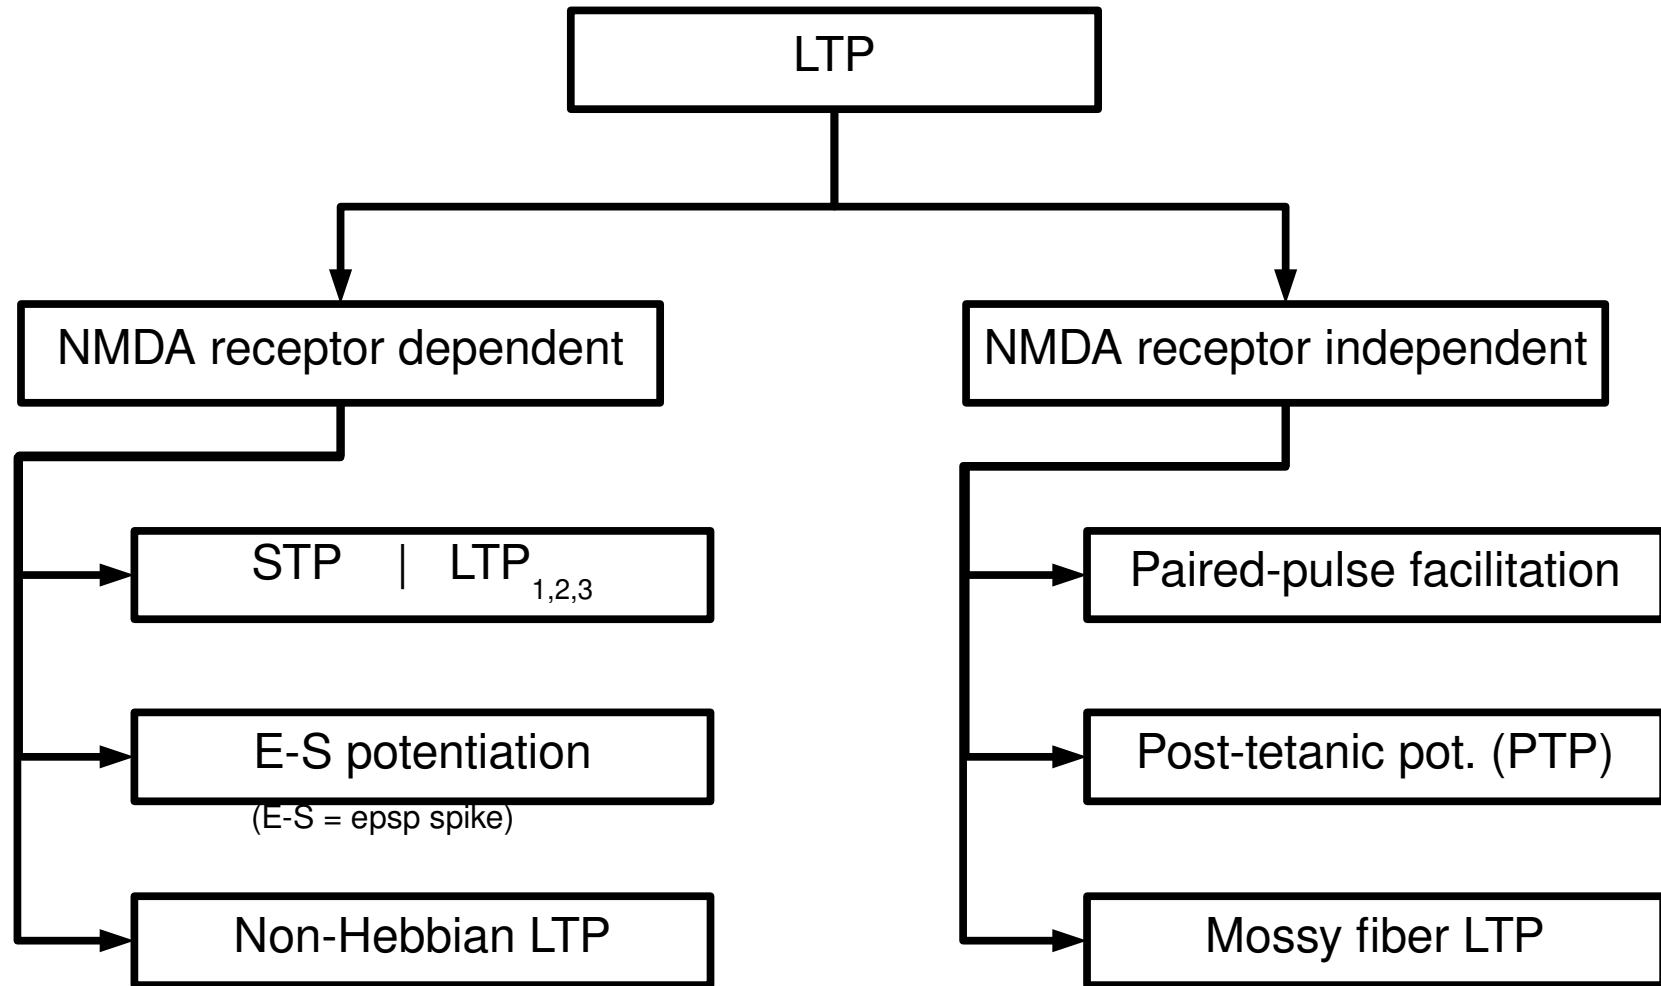 LTP
NMDA receptor dependent
NMDA receptor independent
STP | LTP1,2,3
Paired-pulse facilitation
E-S potentiation
(E-S = epsp spike)
Post-tetanic pot. (PTP)
Non-Hebbian LTP
Mossy fiber LTP